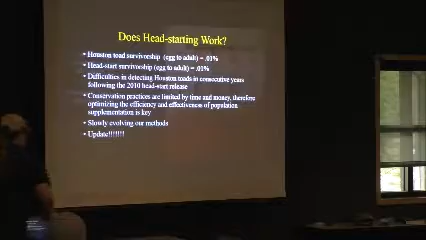 Does Head-starting Work?
• Houston toad survivorship (egg to adult) = .01%
• Head-start survivorship (egg to adult) = .01%
• Difficulties in detecting Houston toads in consecutive years
following the 2010 head-start release
• Conservation practices are limited by time and money, therefore
optimizing the efficiency and effectiveness of population
supplementation is key
• Slowly evolving our methods
• Update!!!!!!!